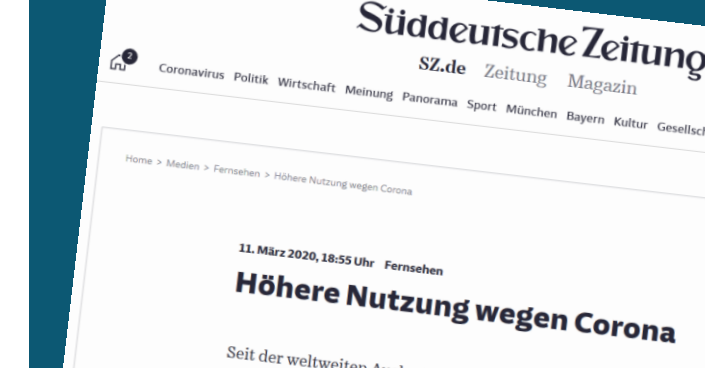 Süddeutsche Zeitung
2
SZ.de Zeitung Magazin
Coronavirus Politik Wirtschaft Meinung Panorama Sport München Bayern Kultur
Home > Medien > Fernsehen > Höhere Nutzung wegen Corona
11. März 2020, 18:55 Uhr Fernsehen
Höhere Nutzung wegen Corona
Seit der weltweiten